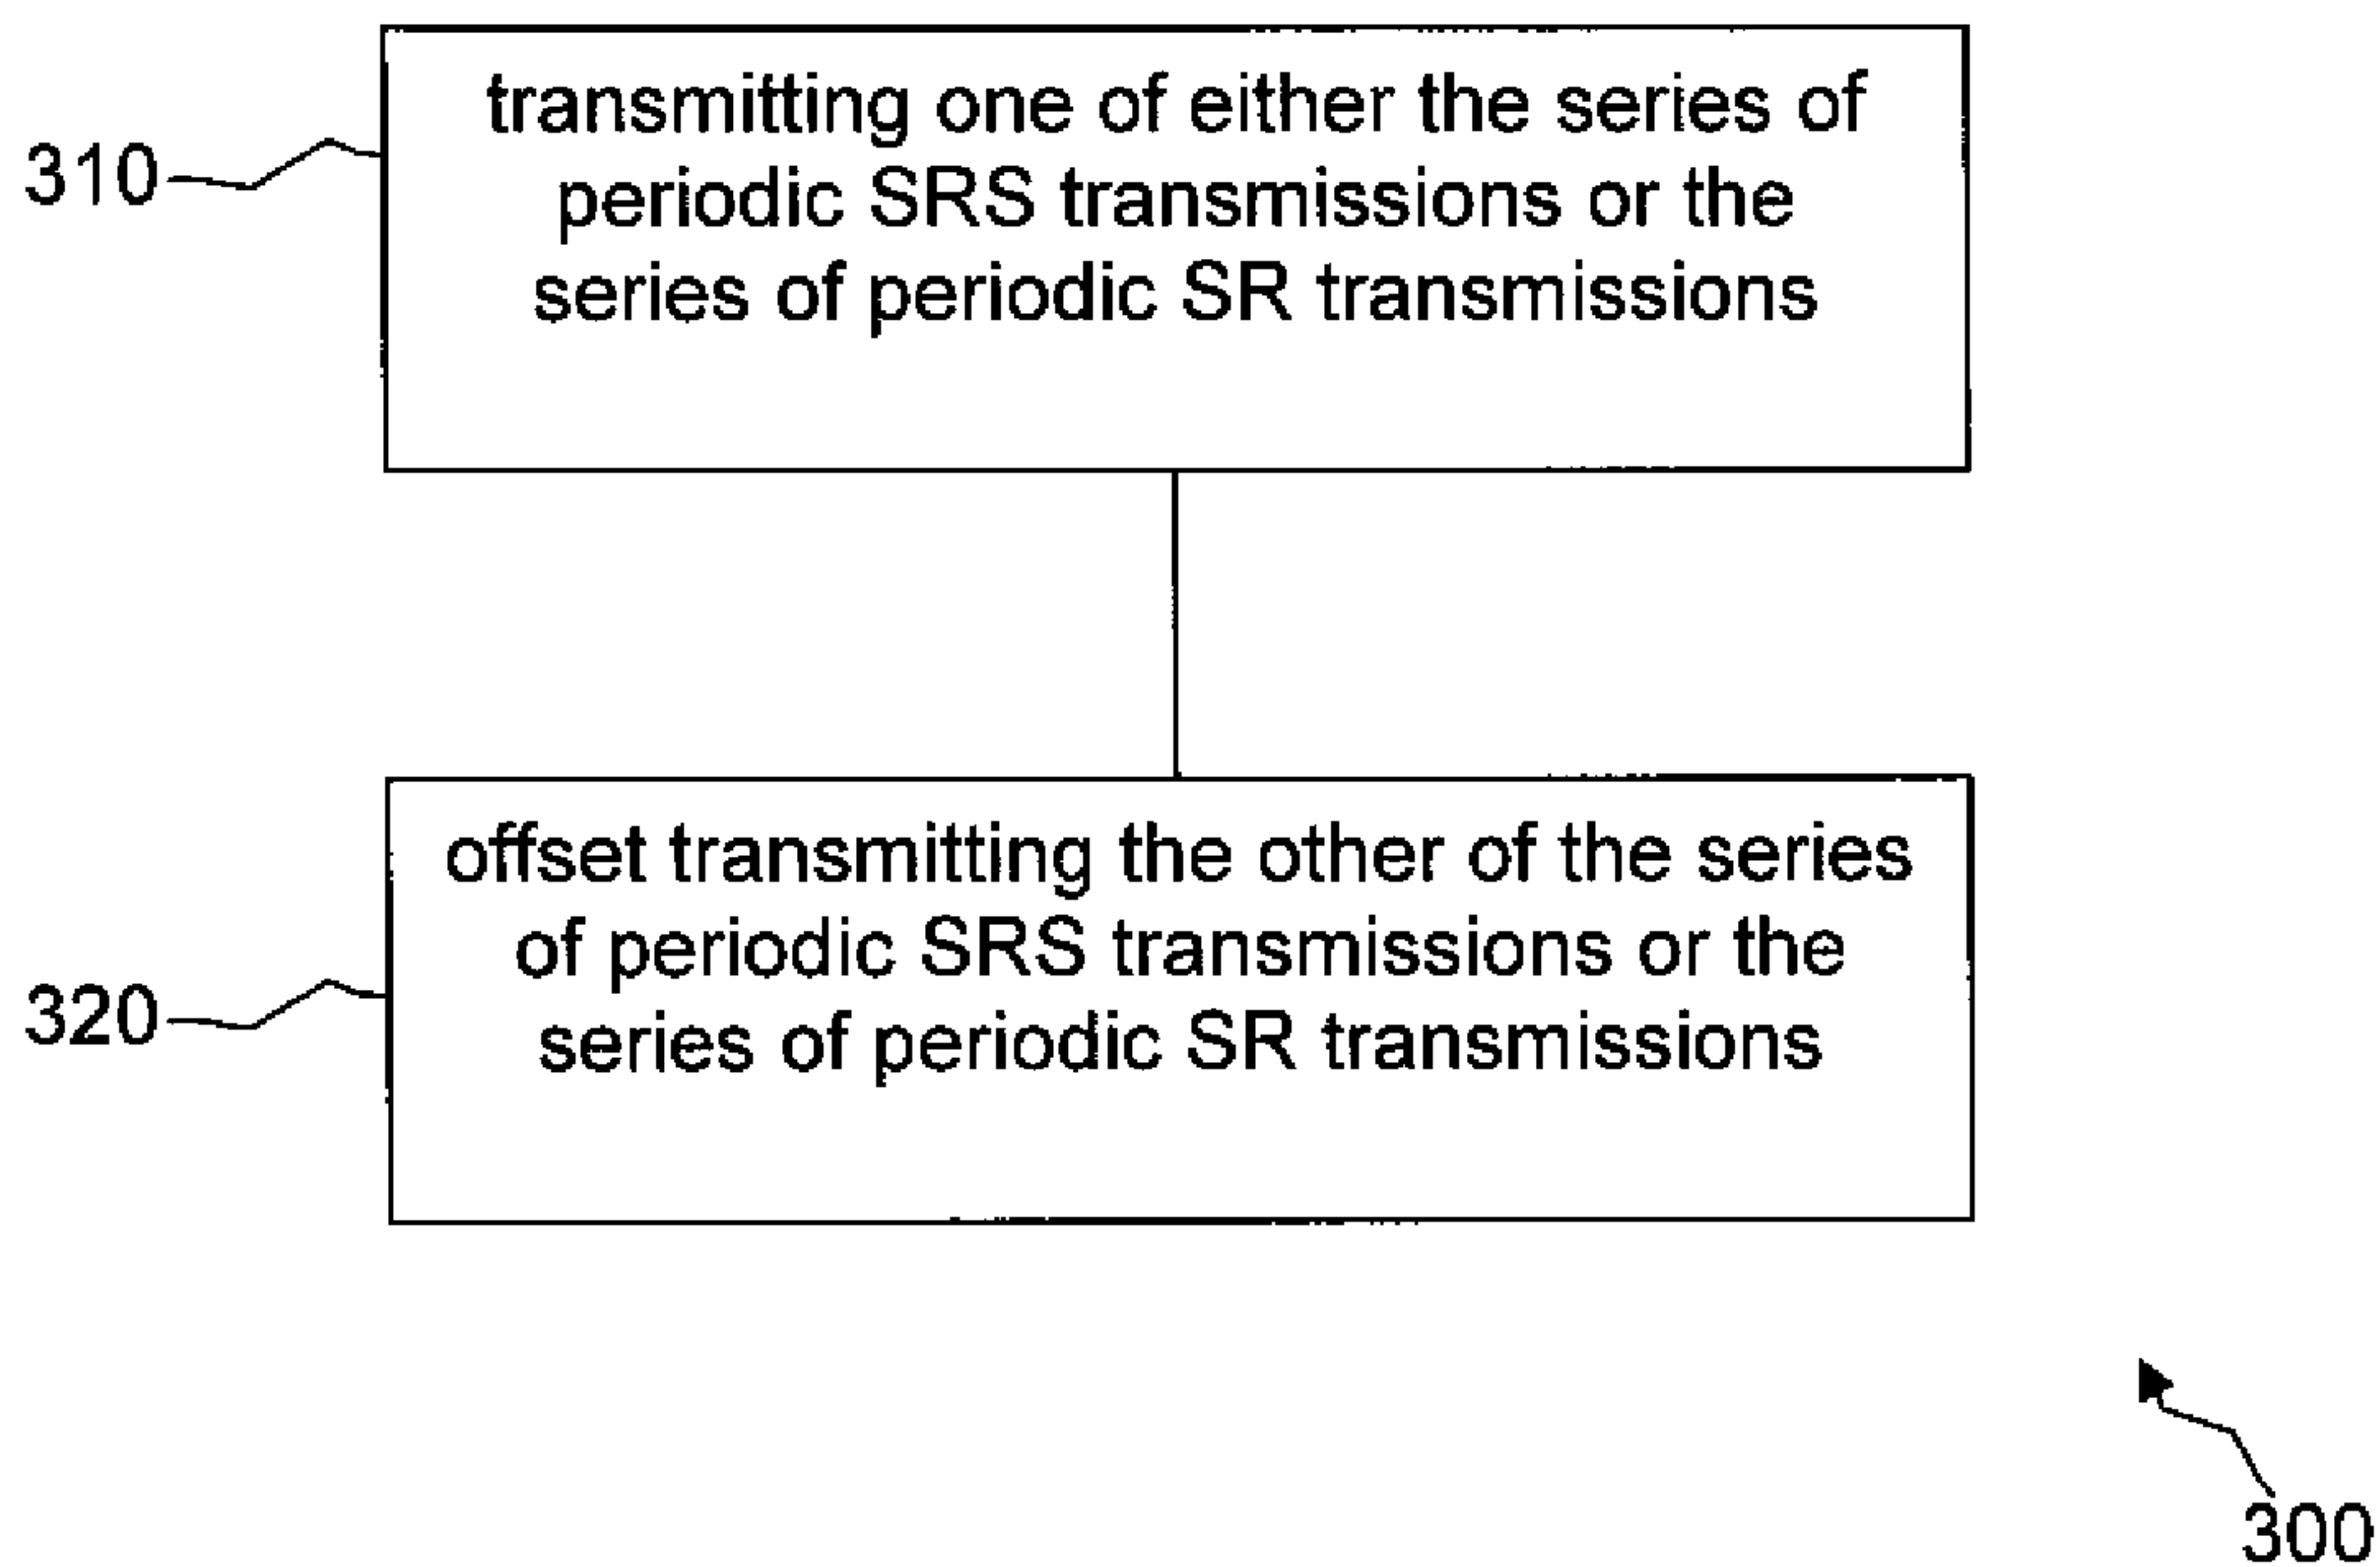 310
transmitting one of either the series of
periodic SRS transmissions or the
series of periodic SR transmissions
320
offset transmitting the other of the series
of periodic SRS transmissions or the
series of periodic SR transmissions
300